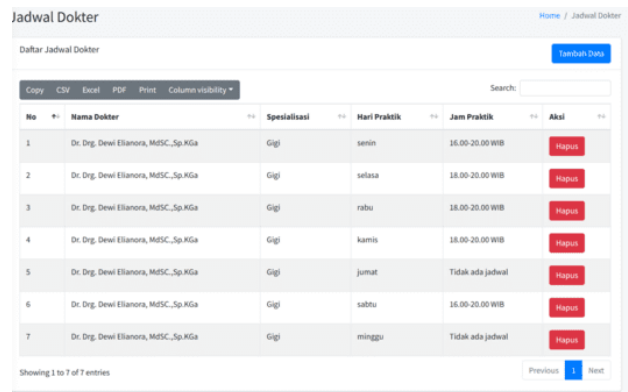 Jadwal Dokter
Home / Jadwal Dokter
Daftar Jadwal Dokter
Tambah Data
Copy CSV Excel PDF Print Column visibility
Search:
No Nama Dokter Spesialisasi Hari Praktik Jam Praktik Aksi
1 Dr. Drg. Dewi Elianora, MdSC.,Sp.KGa Gigi senin 16.00-20.00 WIB Hapus
2 Dr. Drg. Dewi Elianora, MdSC.,Sp.KGa Gigi selasa 18.00-20.00 WIB Hapus
3 Dr. Drg. Dewi Elianora, MdSC.,Sp.KGa Gigi rabu 18.00-20.00 WIB Hapus
4 Dr. Drg. Dewi Elianora, MdSC.,Sp.KGa Gigi kamis 18.00-20.00 WIB Hapus
5 Dr. Drg. Dewi Elianora, MdSC.,Sp.KGa Gigi jumat Tidak ada jadwal Hapus
6 Dr. Drg. Dewi Elianora, MdSC.,Sp.KGa Gigi sabtu 16.00-20.00 WIB Hapus
7 Dr. Drg. Dewi Elianora, MdSC.,Sp.KGa Gigi minggu Tidak ada jadwal Hapus
Showing 1 to 7 of 7 entries
Previous 1 Next